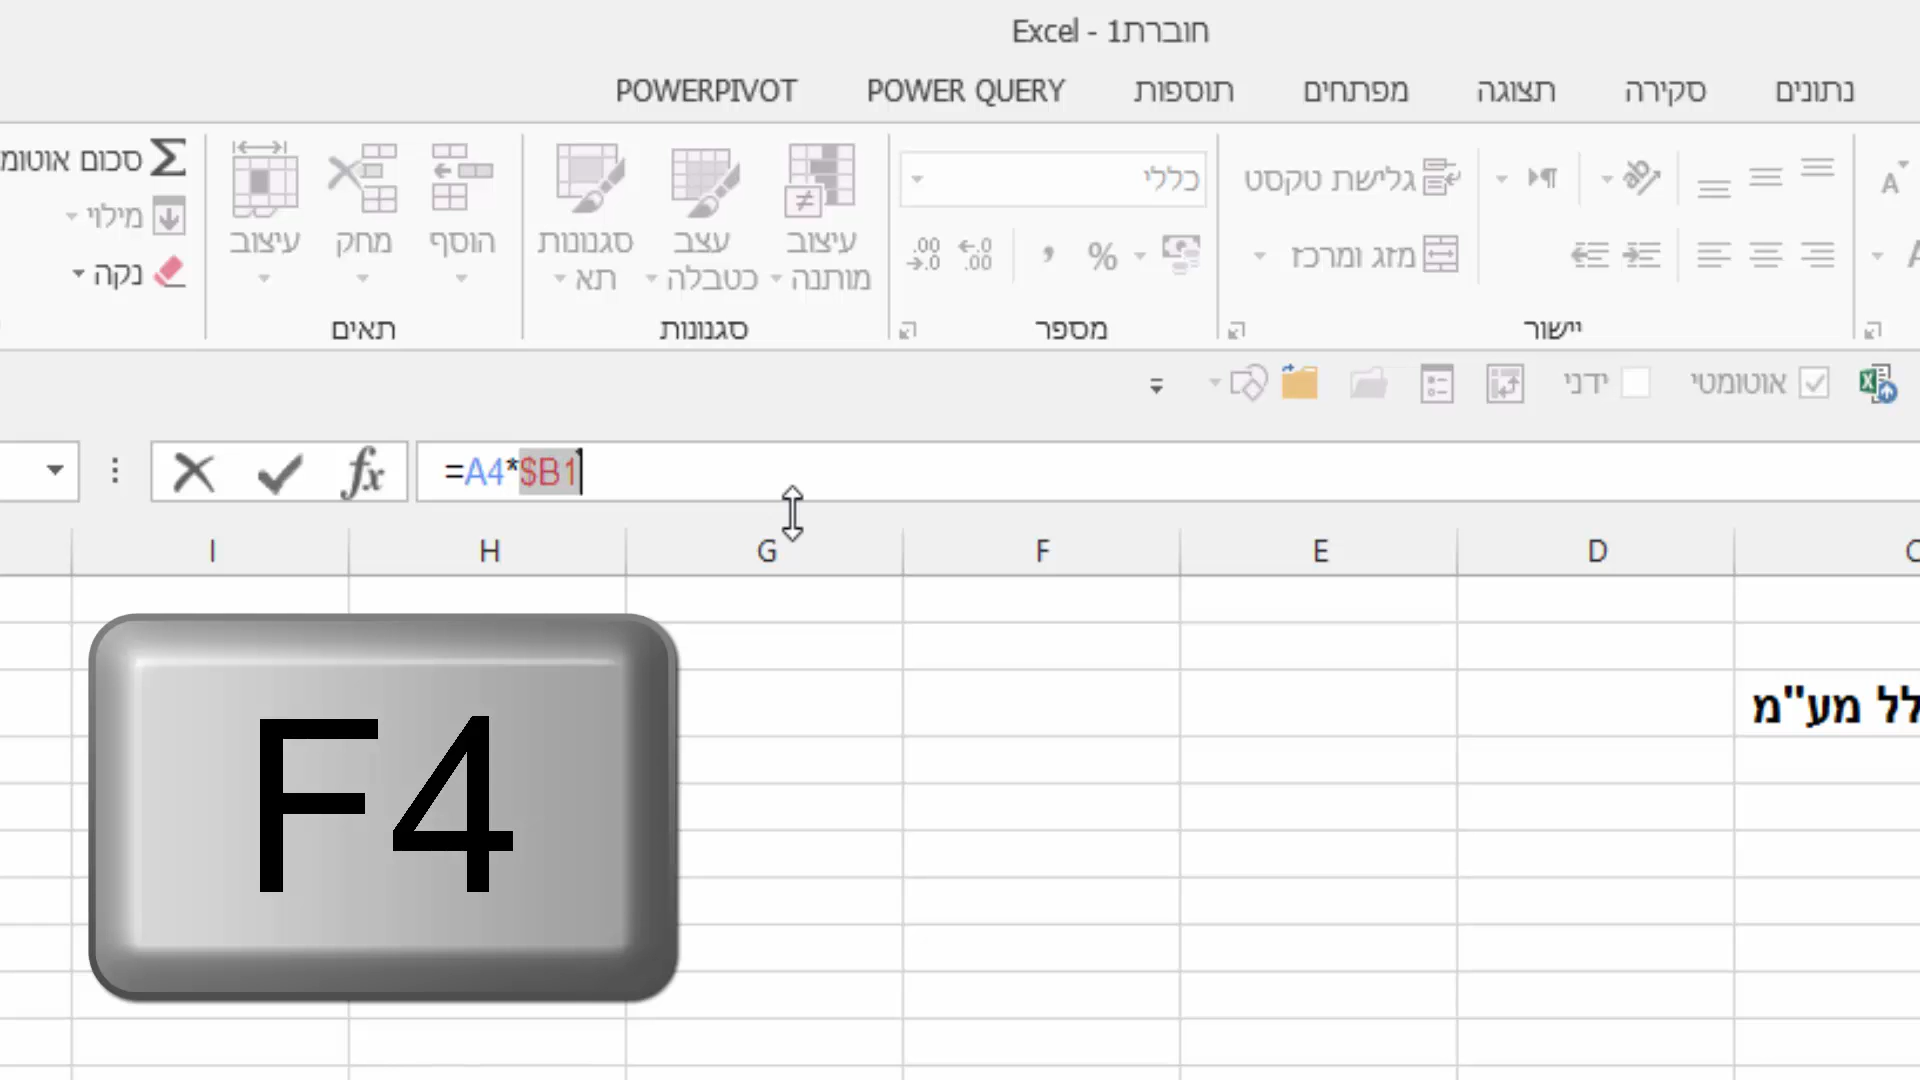 חוברת1 - Excel
נתונים סקירה תצוגה מפתחים תוספות POWER QUERY POWERPIVOT
גלישת טקסט
מזג ומרכז
יישור
כללי
%
מספר
עיצוב מותנה
עצב כטבלה
סגנונות תא
סגנונות
הוסף
מחק
עיצוב
תאים
סכום אוטומ
מילוי
נקה
אוטומטי ידני
fx =A4*$B1
I H G F E D
לל מע"מ
F4